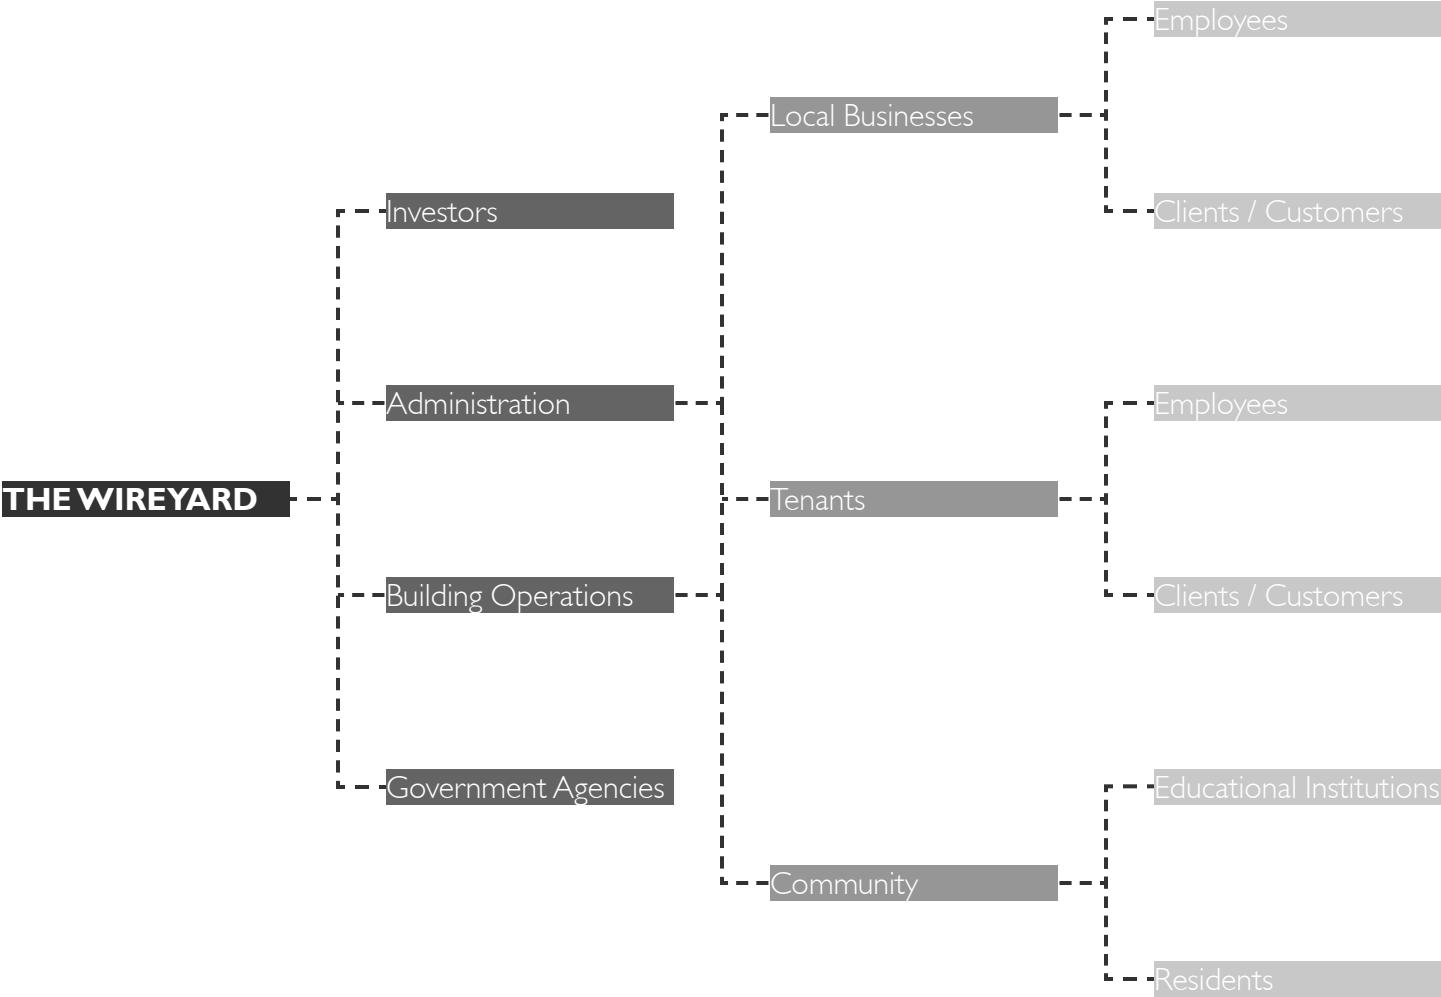 Employees
Local Businesses
Investors
Clients / Customers
Administration
Employees
THE WIREYARD
Tenants
Building Operations
Clients / Customers
Government Agencies
Educational Institutions
Community
Residents